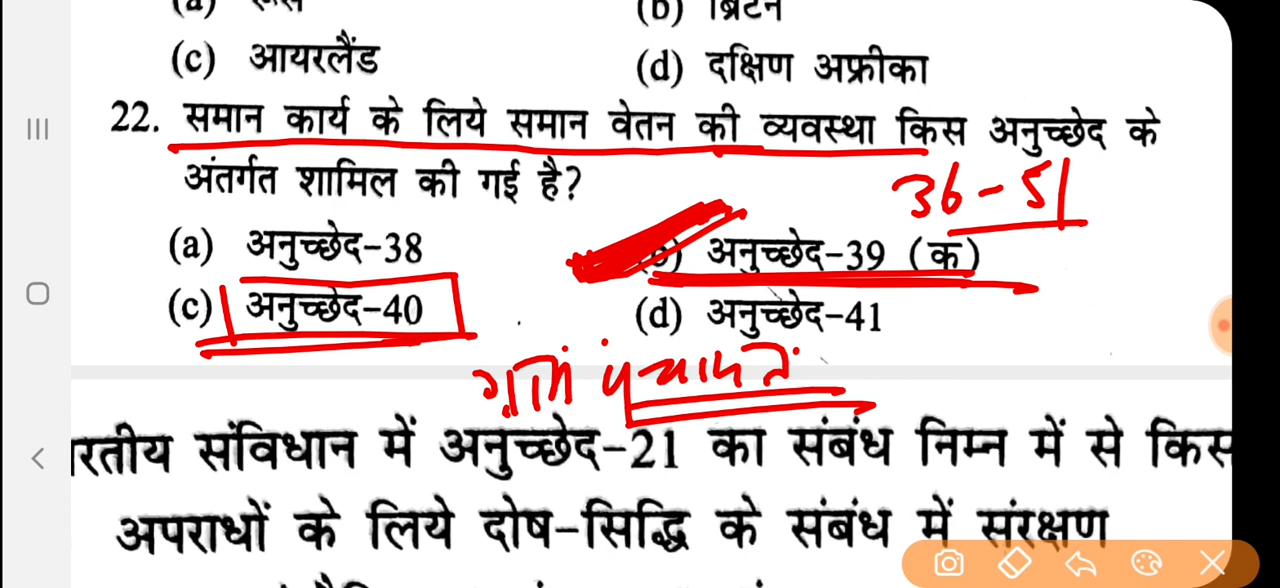 (b) ब्रिटेन
(c) आयरलैंड (d) दक्षिण अफ्रीका
22. समान कार्य के लिये समान वेतन की व्यवस्था किस अनुच्छेद के
अंतर्गत शामिल की गई है?
36-51
(a) अनुच्छेद-38 अनुच्छेद-39 (क)
(c) अनुच्छेद-40 (d) अनुच्छेद-41
रतीय संविधान में अनुच्छेद-21 का संबंध निम्न में से किस
अपराधों के लिये दोष-सिद्धि के संबंध में संरक्षण